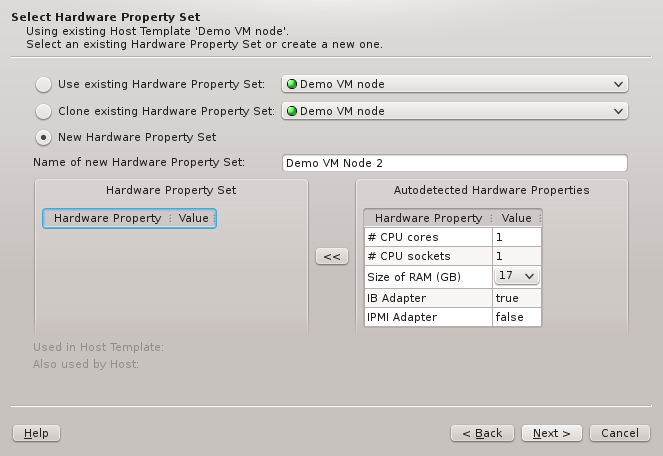 Select Hardware Property Set
Using existing Host Template 'Demo VM node'.
Select an existing Hardware Property Set or create a new one.
Use existing Hardware Property Set: Demo VM node
Clone existing Hardware Property Set: Demo VM node
New Hardware Property Set
Name of new Hardware Property Set: Demo VM Node 2
Hardware Property Set
Hardware Property Value
<<
Autodetected Hardware Properties
Hardware Property Value
# CPU cores 1
# CPU sockets 1
Size of RAM (GB) 17
IB Adapter true
IPMI Adapter false
Used in Host Template:
Also used by Host:
Help < Back Next > Cancel